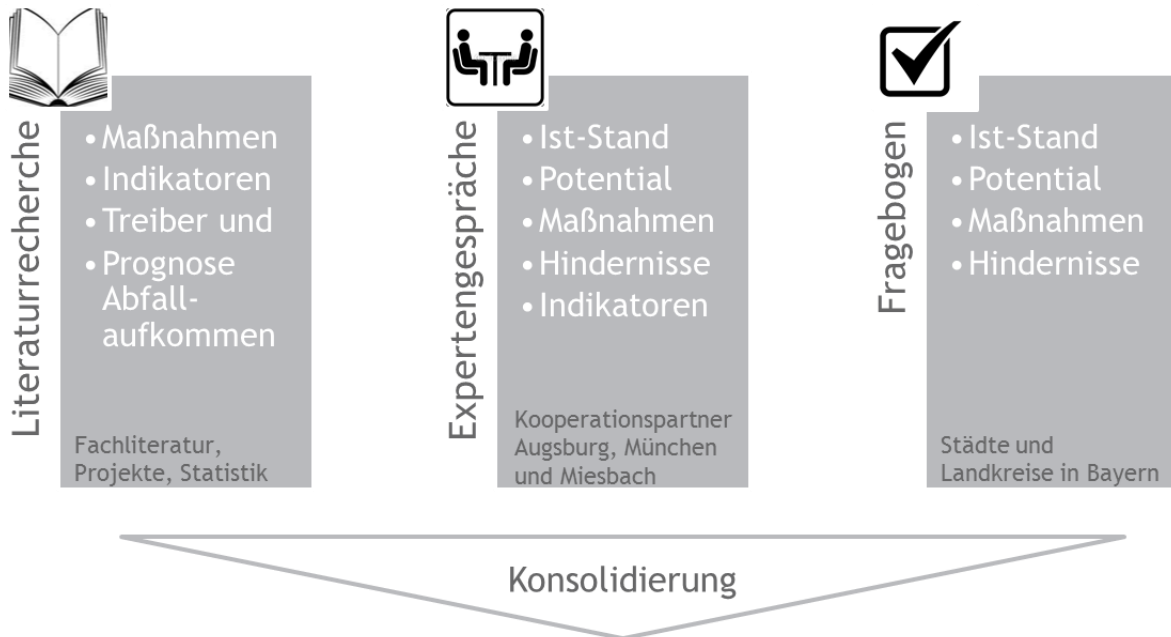 Literaturrecherche
• Maßnahmen
• Indikatoren
• Treiber und
• Prognose
Abfall-
aufkommen
Fachliteratur,
Projekte, Statistik
Expertengespräche
• Ist-Stand
• Potential
• Maßnahmen
• Hindernisse
• Indikatoren
Kooperationspartner
Augsburg, München
und Miesbach
Fragebogen
• Ist-Stand
• Potential
• Maßnahmen
• Hindernisse
Städte und
Landkreise in Bayern
Konsolidierung